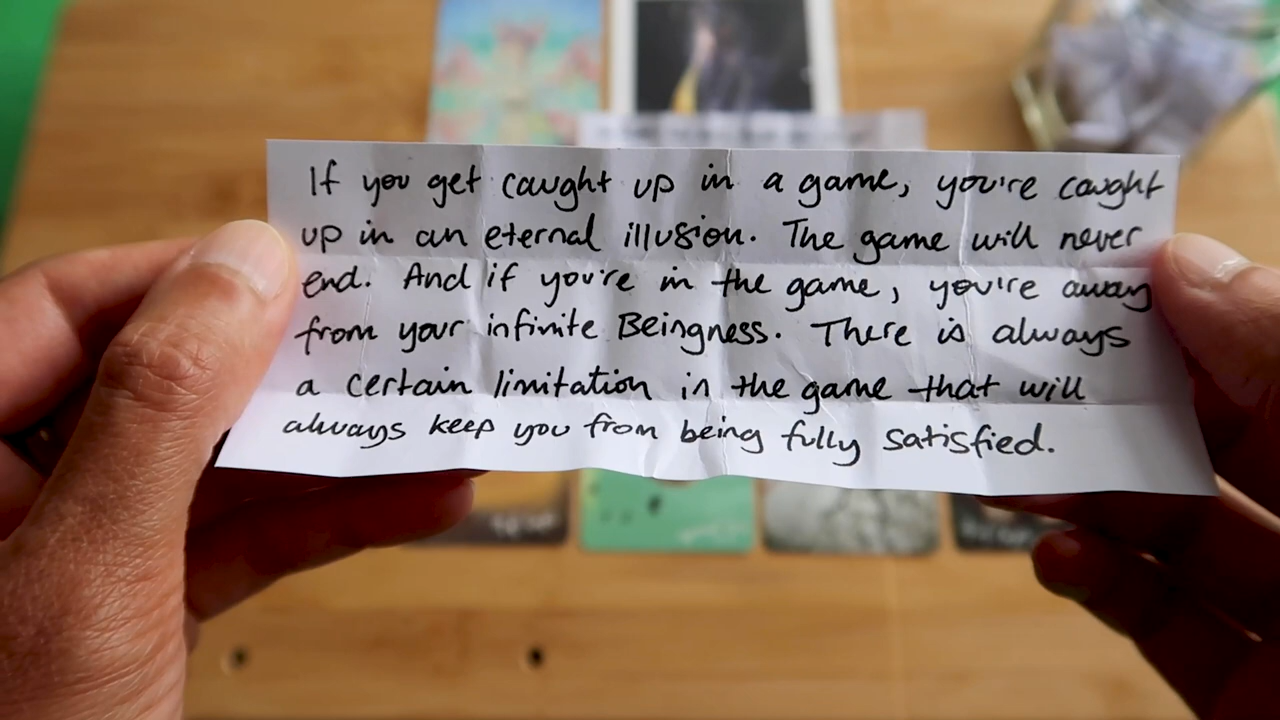 If you get caught up in a game, you're caught
up in an eternal illusion. The game will never
end. And if you're in the game, you're away
from your infinite Beingness. There is always
a certain limitation in the game that will
always keep you from being fully satisfied.